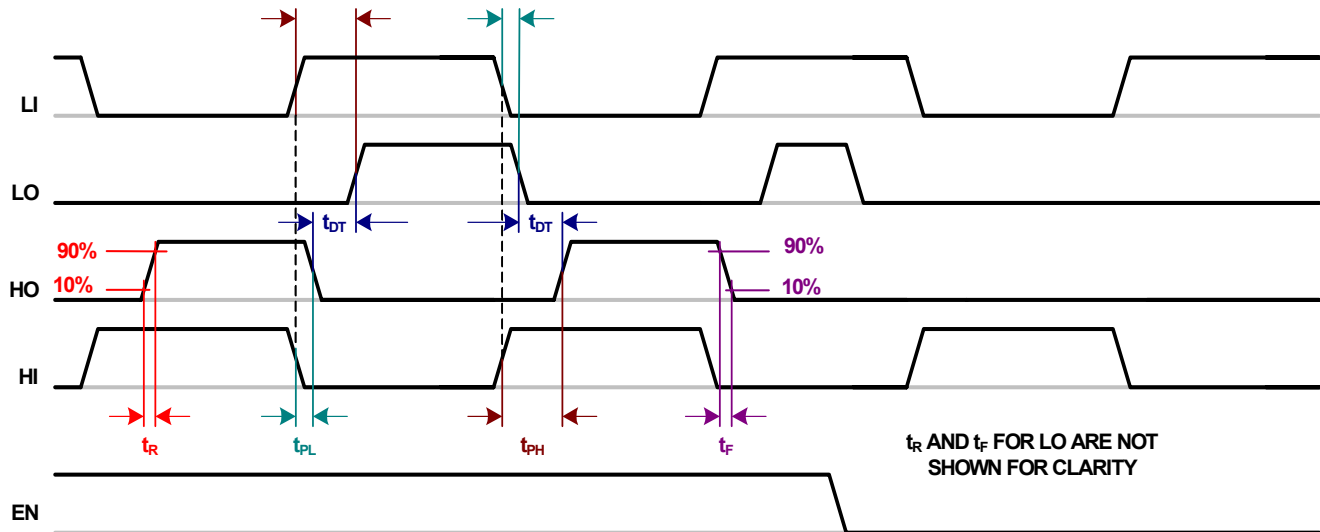 LI
LO
tDT
tDT
90%
90%
10%
10%
HO
HI
tR
tPL
tPH
tF
tR AND tF FOR LO ARE NOT
SHOWN FOR CLARITY
EN